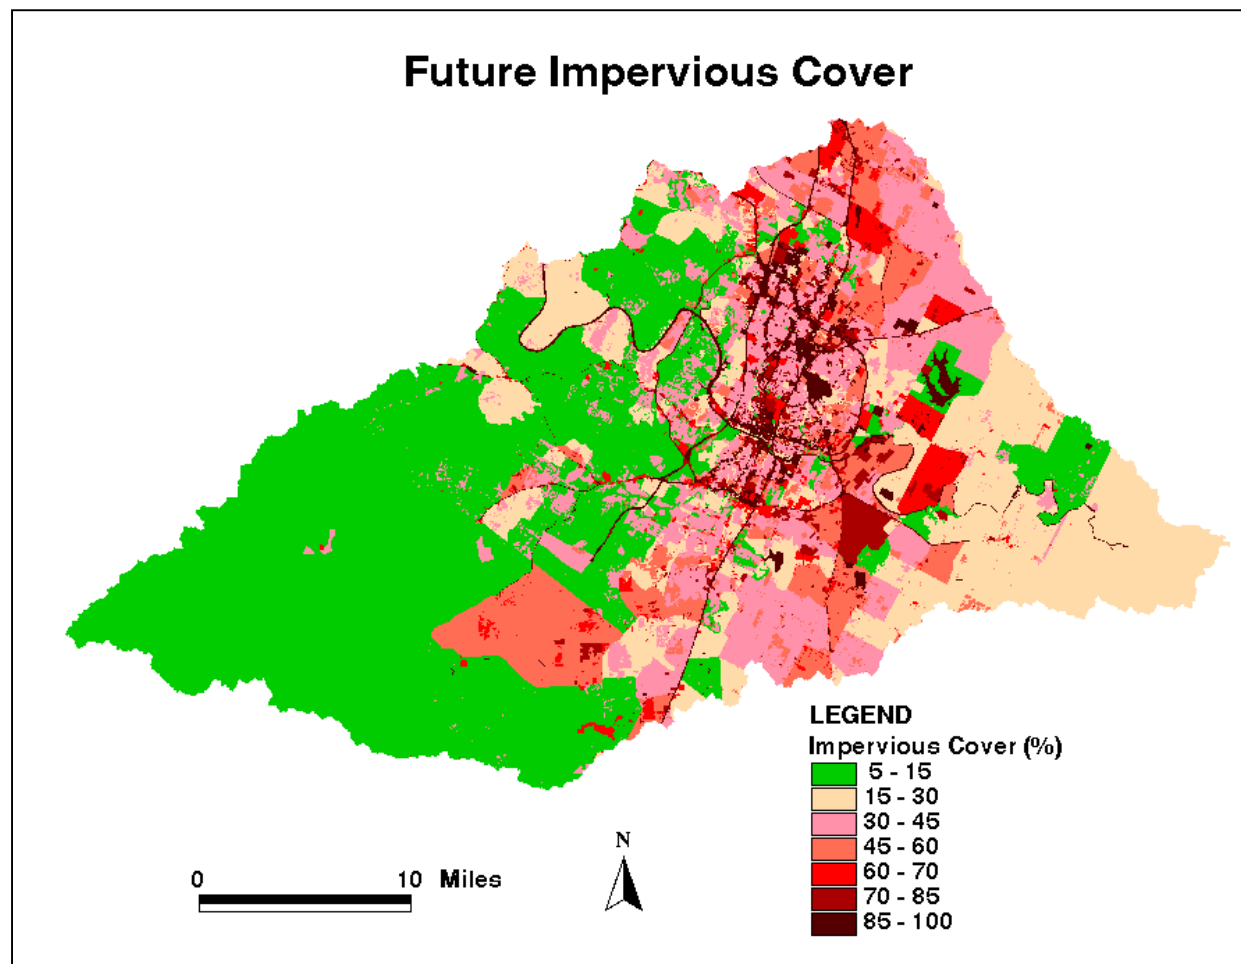 Future Impervious Cover
LEGEND
Impervious Cover (%)
5 - 15
15 - 30
30 - 45
45 - 60
60 - 70
70 - 85
85 - 100
N
0 10 Miles